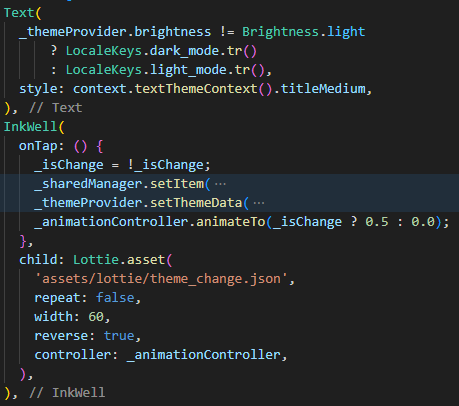 Text(
  _themeProvider.brightness != Brightness.light
      ? LocaleKeys.dark_mode.tr()
      : LocaleKeys.light_mode.tr(),
  style: context.textThemeContext().titleMedium,
), // Text
InkWell(
  onTap: () {
    _isChange = !_isChange;
    _sharedManager.setItem( ⋯
    _themeProvider.setThemeData( ⋯
    _animationController.animateTo(_isChange ? 0.5 : 0.0);
  },
  child: Lottie.asset(
    'assets/lottie/theme_change.json',
    repeat: false,
    width: 60,
    reverse: true,
    controller: _animationController,
  ),
), // InkWell